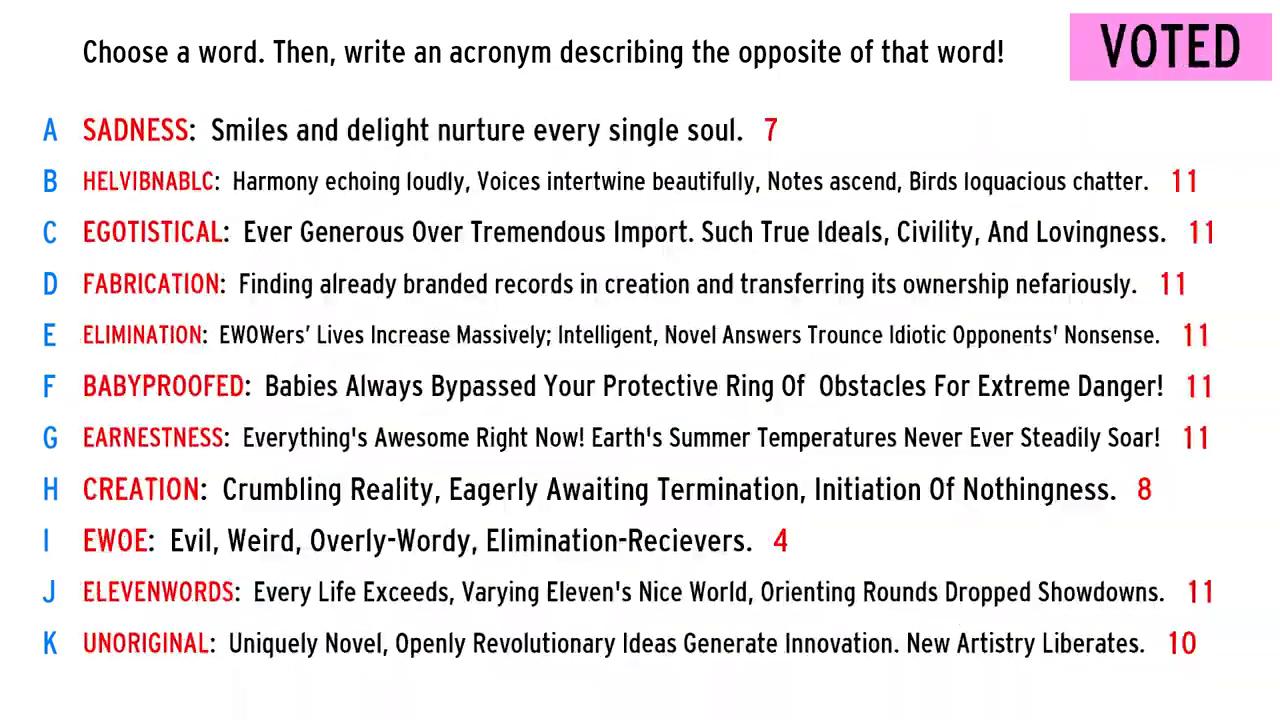 Choose a word. Then, write an acronym describing the opposite of that word!
VOTED
A SADNESS: Smiles and delight nurture every single soul. 7
B HELVIBNABLC: Harmony echoing loudly, Voices intertwine beautifully, Notes ascend, Birds loquacious chatter. 11
C EGOTISTICAL: Ever Generous Over Tremendous Import. Such True Ideals, Civility, And Lovingness. 11
D FABRICATION: Finding already branded records in creation and transferring its ownership nefariously. 11
E ELIMINATION: EWOWers’ Lives Increase Massively; Intelligent, Novel Answers Trounce Idiotic Opponents' Nonsense. 11
F BABYPROOFED: Babies Always Bypassed Your Protective Ring Of Obstacles For Extreme Danger! 11
G EARNESTNESS: Everything's Awesome Right Now! Earth's Summer Temperatures Never Ever Steadily Soar! 11
H CREATION: Crumbling Reality, Eagerly Awaiting Termination, Initiation Of Nothingness. 8
I EWOE: Evil, Weird, Overly-Wordy, Elimination-Recievers. 4
J ELEVENWORDS: Every Life Exceeds, Varying Eleven's Nice World, Orienting Rounds Dropped Showdowns. 11
K UNORIGINAL: Uniquely Novel, Openly Revolutionary Ideas Generate Innovation. New Artistry Liberates. 10